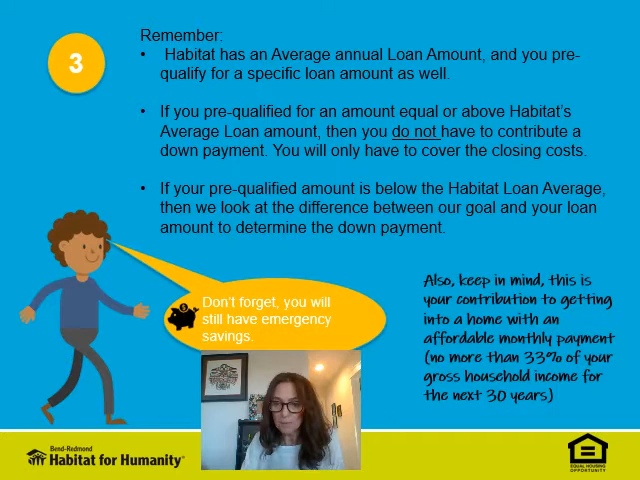 3
Remember:
• Habitat has an Average annual Loan Amount, and you pre-
qualify for a specific loan amount as well.
• If you pre-qualified for an amount equal or above Habitat's
Average Loan amount, then you do not have to contribute a
down payment. You will only have to cover the closing costs.
• If your pre-qualified amount is below the Habitat Loan Average,
then we look at the difference between our goal and your loan
amount to determine the down payment.
Don't forget, you will
still have emergency
savings.
Also, keep in mind, this is
your contribution to getting
into a home with an
affordable monthly payment
(no more than 33% of your
gross household income for
the next 30 years)
Bend-Redmond
Habitat for Humanity®
EQUAL HOUSING
OPPORTUNITY